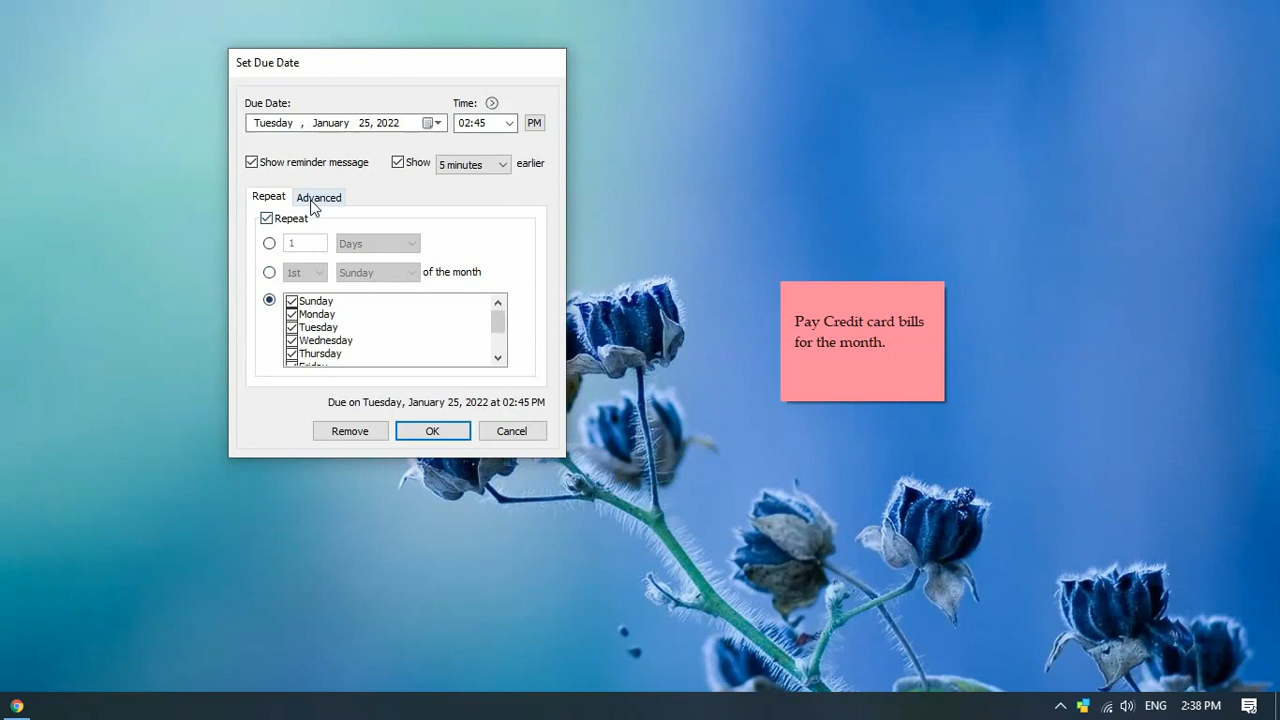 Set Due Date
Due Date:
Time:
Tuesday , January 25, 2022
02:45
PM
Show reminder message
Show
5 minutes
earlier
Repeat
Advanced
Repeat
1
Days
1st
Sunday
of the month
Sunday
Monday
Tuesday
Wednesday
Thursday
Friday
Due on Tuesday, January 25, 2022 at 02:45 PM
Remove
OK
Cancel
Pay Credit card bills
for the month.
ENG
2:38 PM